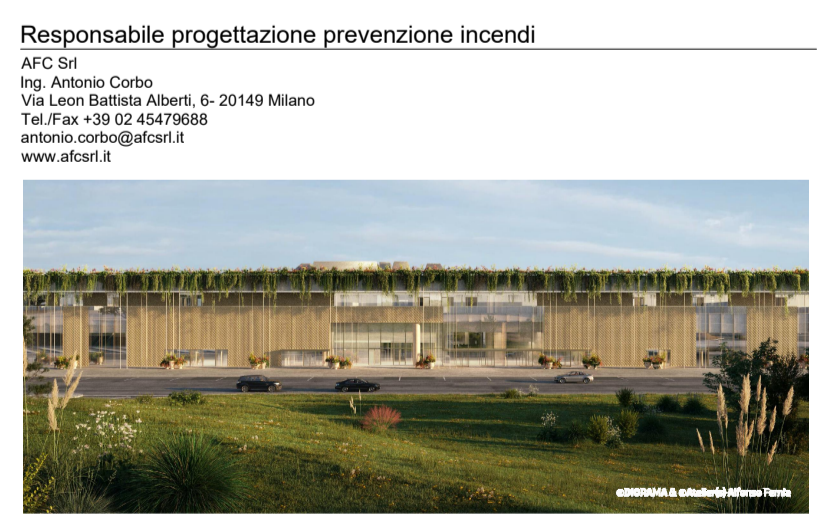 Responsabile progettazione prevenzione incendi
AFC Srl
Ing. Antonio Corbo
Via Leon Battista Alberti, 6- 20149 Milano
Tel./Fax +39 02 45479688
antonio.corbo@afcsrl.it
www.afcsrl.it
©DIORAMA & ©Atelier(s) Alfonso Femia